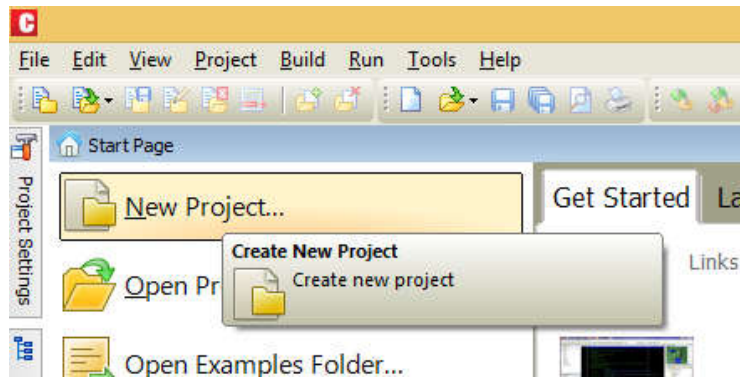 C
File Edit View Project Build Run Tools Help
Start Page
Project Settings
New Project...
Get Started
Create New Project
Create new project
Links
Open
Open Examples Folder...